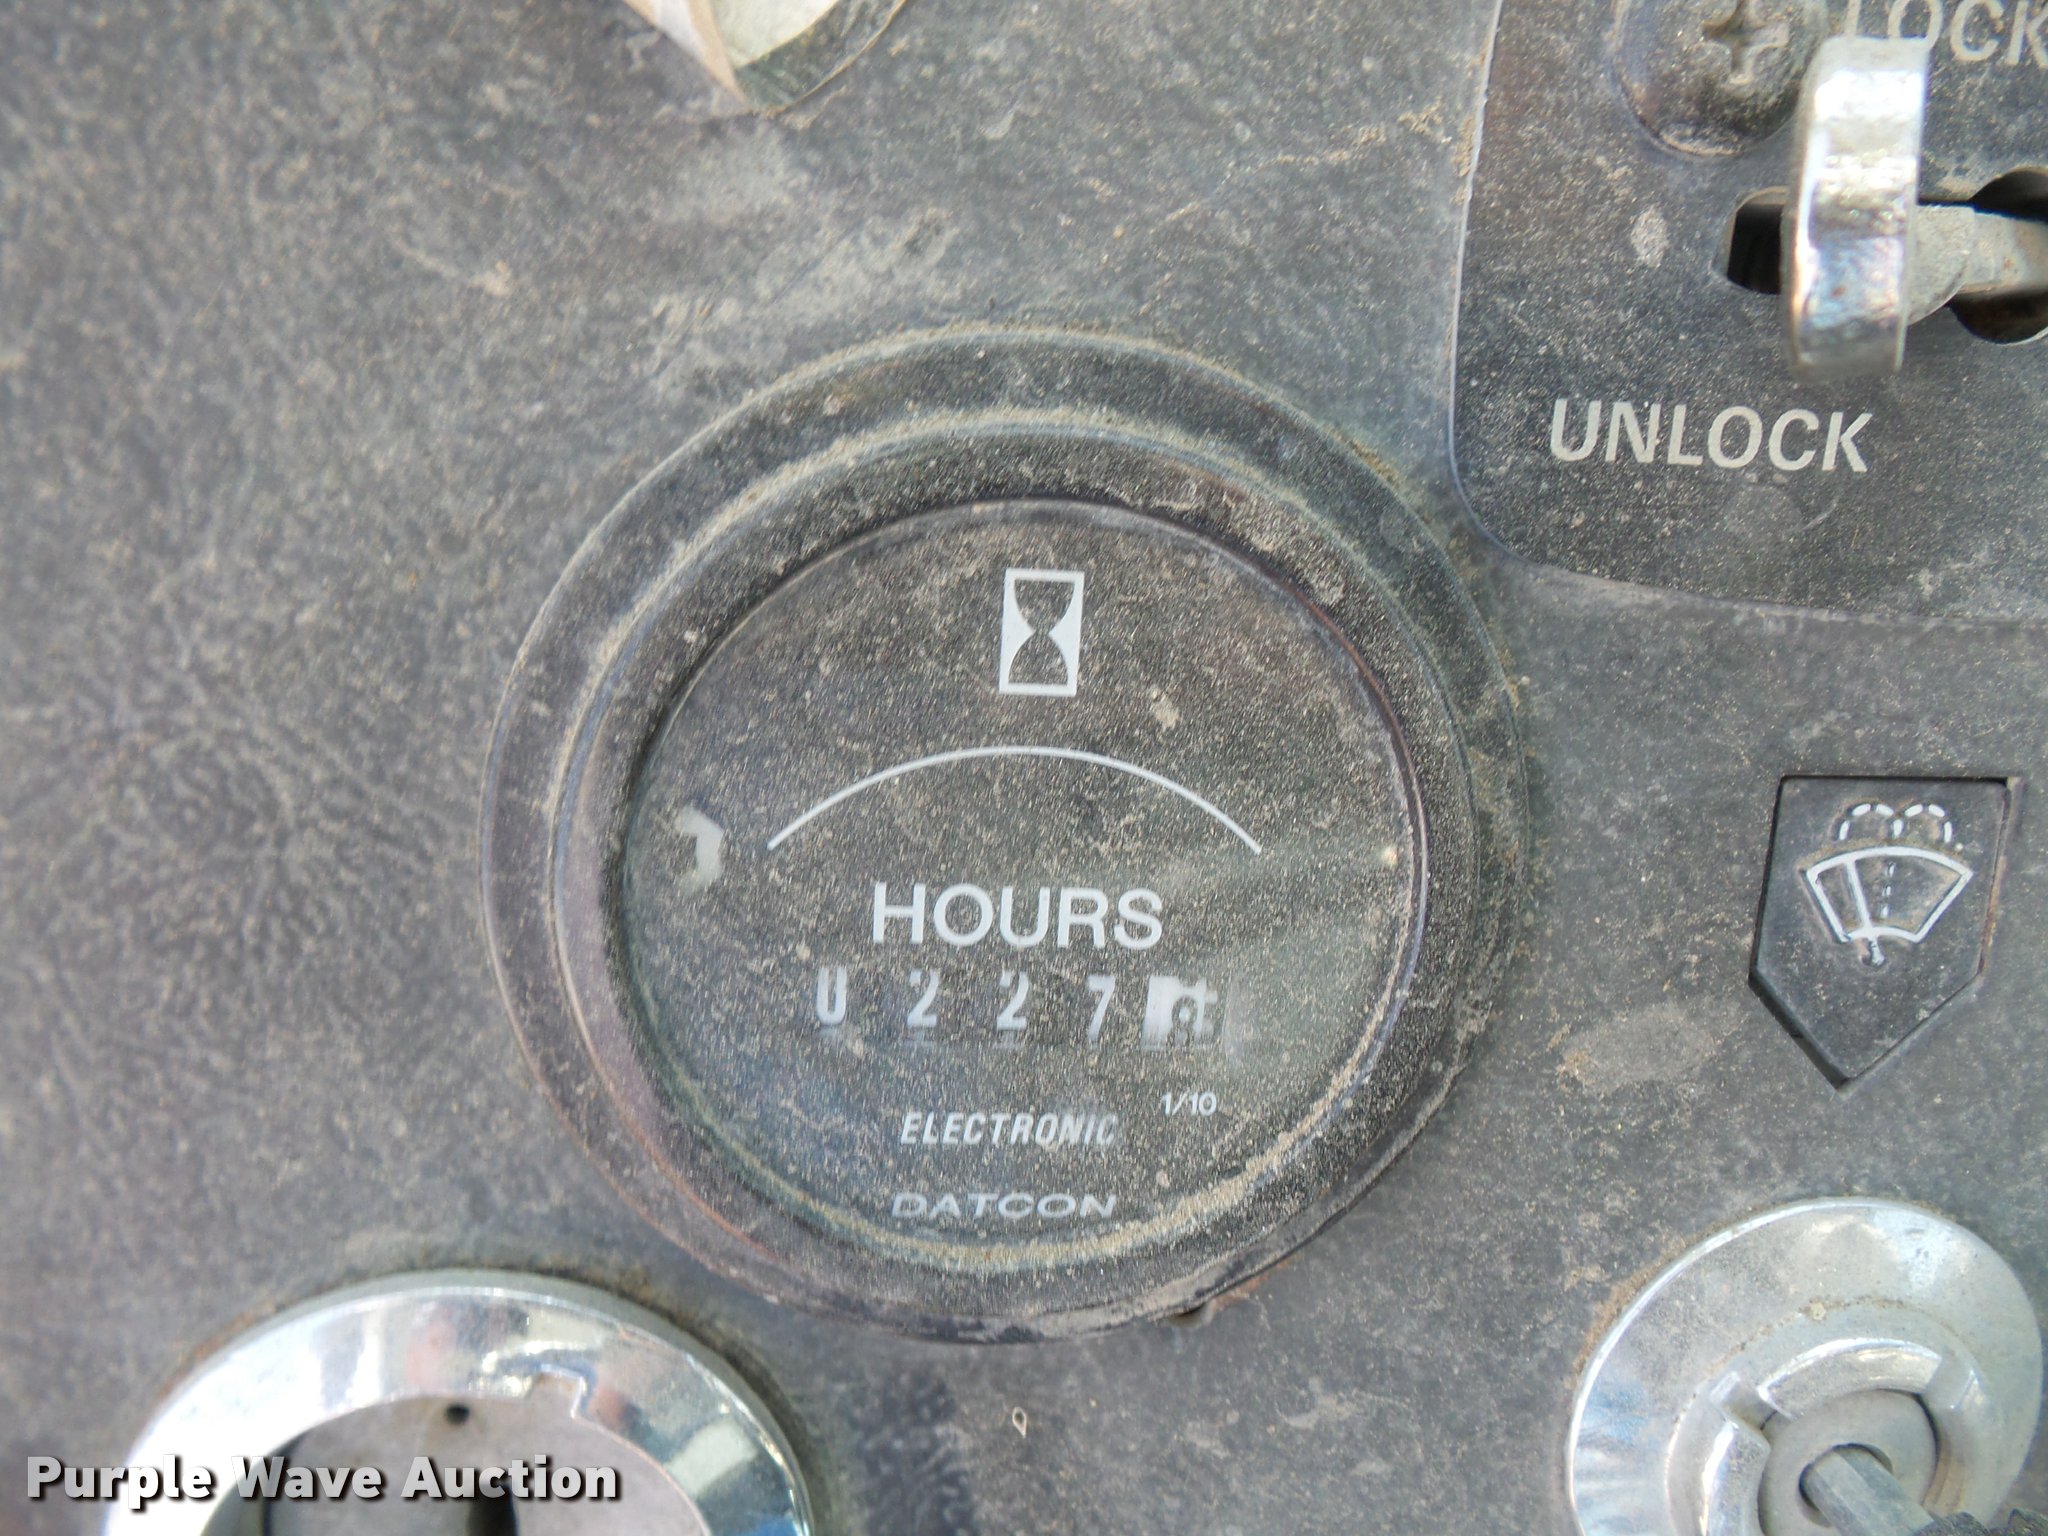 LOCK
UNLOCK
HOURS
0 2 2 7
1/10
ELECTRONIC
DATCON
Purple Wave Auction